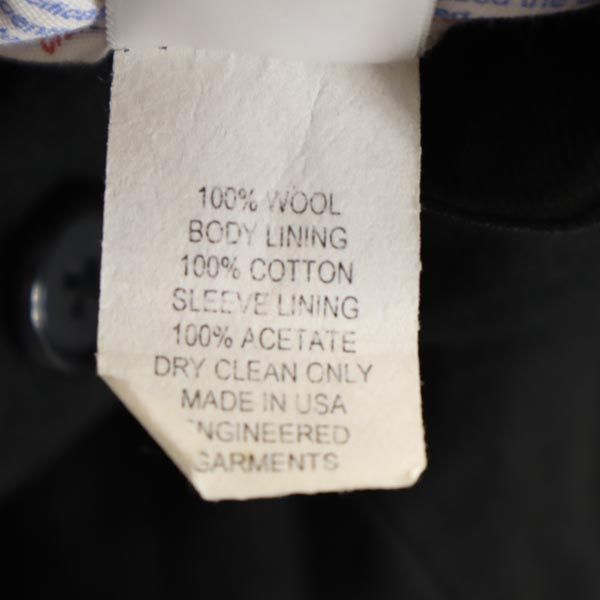 100% WOOL
BODY LINING
100% COTTON
SLEEVE LINING
100% ACETATE
DRY CLEAN ONLY
MADE IN USA
ENGINEERED
GARMENTS